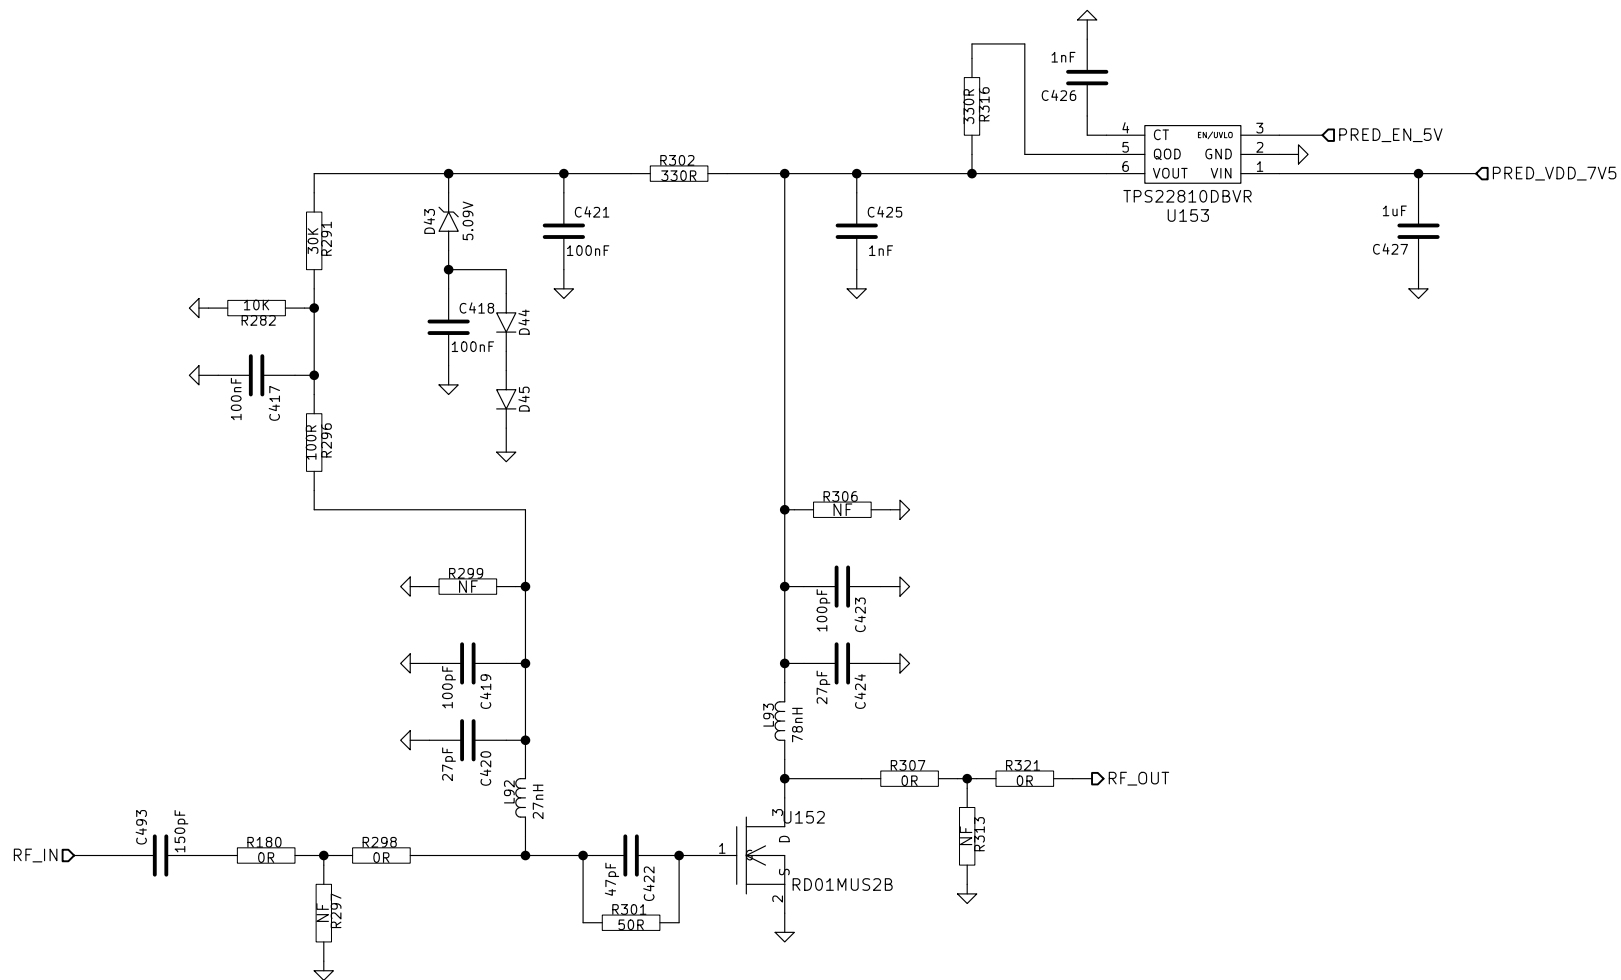 1nF
C426
330R
R316
4
CT
EN/UVLO
3
PRED_EN_5V
5
QOD
GND
2
6
VOUT
VIN
1
PRED_VDD_7V5
TPS22810DBVR
U153
R302
330R
D43
5.09V
C421
100nF
C425
1nF
1uF
C427
30K
R291
10K
R282
C418
100nF
D44
100nF
C417
D45
100R
R296
R306
NF
R299
NF
100pF
C423
100pF
C419
27pF
C424
L93
78nH
27pF
C420
L92
27nH
R307
0R
R321
0R
RF_OUT
C493
150pF
3
U152
D
NF
R313
RF_IN
R180
0R
R298
0R
47pF
C422
1
G
S
RD01MUS2B
2
NF
R297
R301
50R